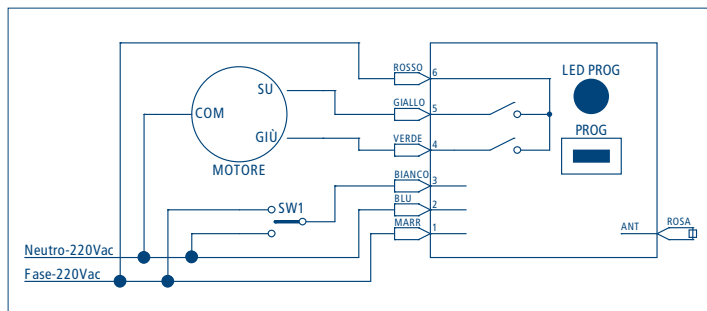 ROSSO
6
LED PROG
SU
GIALLO
5
COM
PROG
GIÙ
VERDE
4
MOTORE
BIANCO
3
SW1
BLU
2
MARR
1
ANT
ROSA
Neutro-220Vac
Fase-220Vac